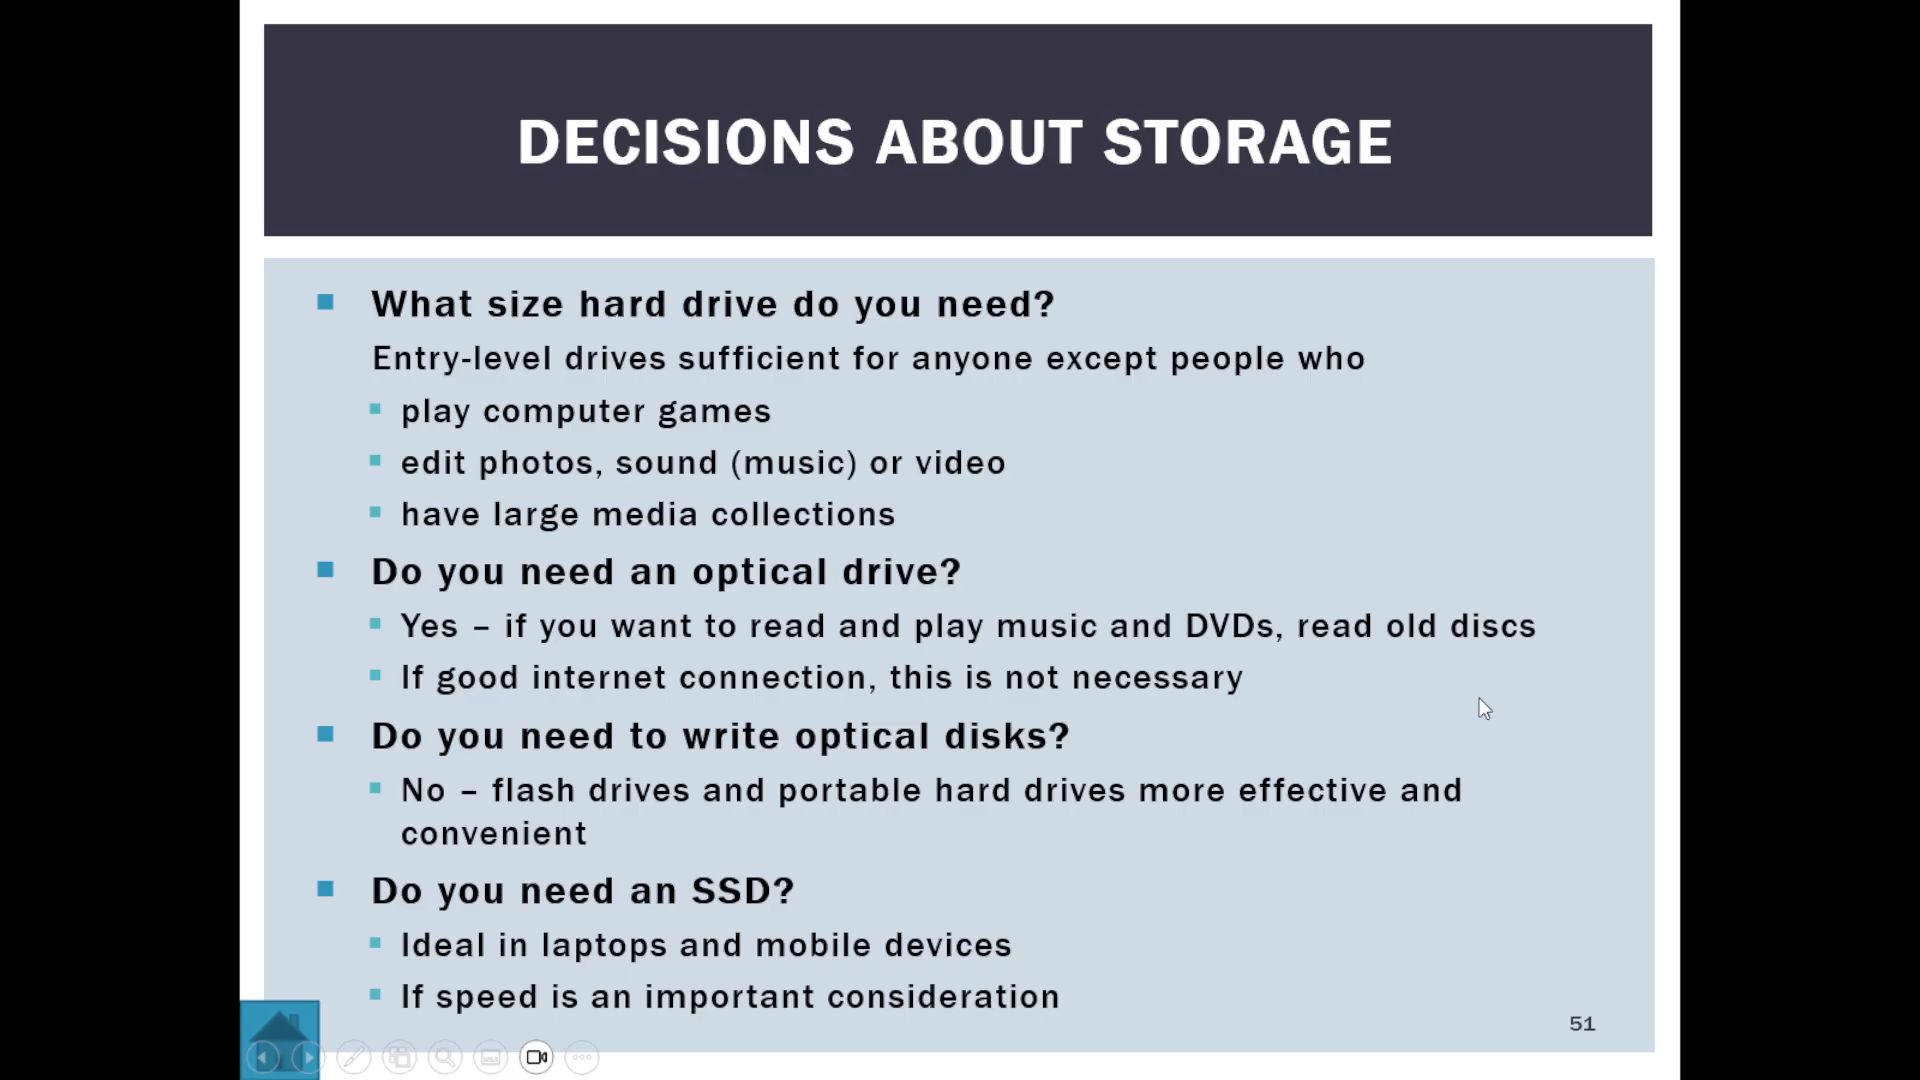 DECISIONS ABOUT STORAGE
What size hard drive do you need?
Entry-level drives sufficient for anyone except people who
play computer games
edit photos, sound (music) or video
have large media collections
Do you need an optical drive?
Yes – if you want to read and play music and DVDs, read old discs
If good internet connection, this is not necessary
Do you need to write optical disks?
No – flash drives and portable hard drives more effective and
convenient
Do you need an SSD?
Ideal in laptops and mobile devices
If speed is an important consideration
51